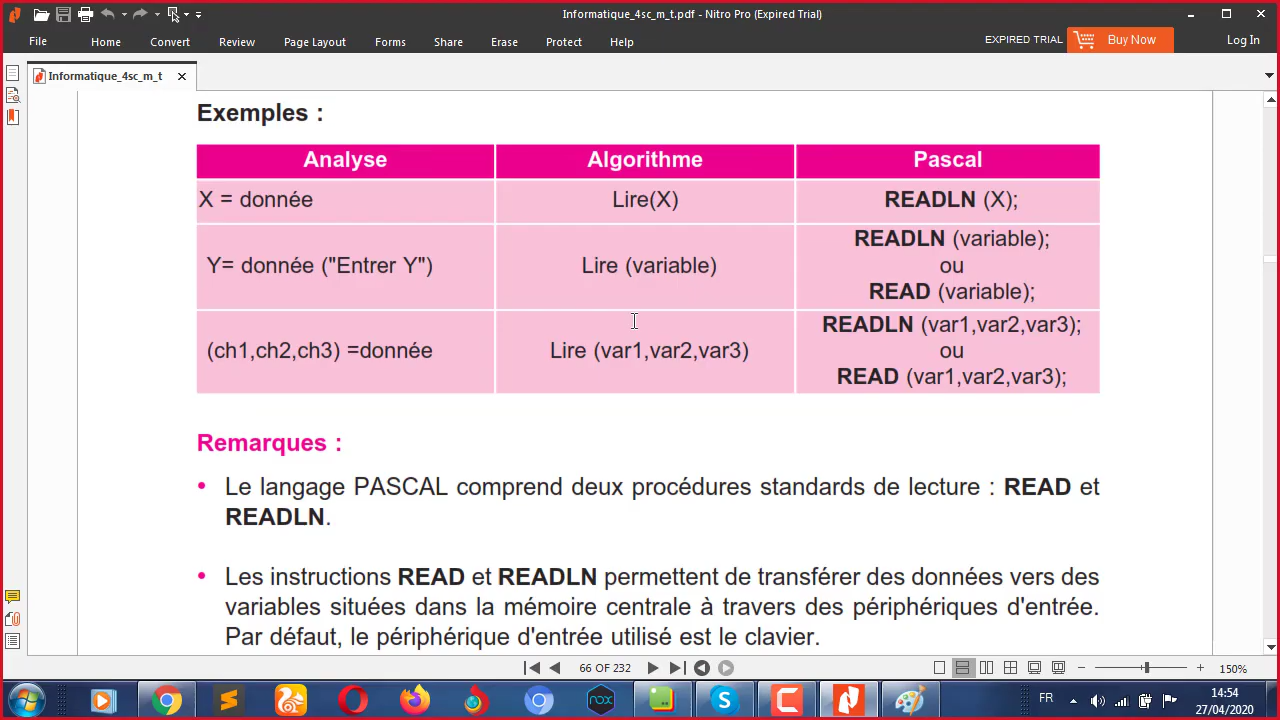 Informatique_4sc_m_t.pdf - Nitro Pro (Expired Trial)
File Home Convert Review Page Layout Forms Share Erase Protect Help EXPIRED TRIAL Buy Now Log In
Informatique_4sc_m_t
Exemples :
Analyse Algorithme Pascal
X = donnée Lire(X) READLN (X);
Y= donnée ("Entrer Y") Lire (variable) READLN (variable);
ou
READ (variable);
(ch1,ch2,ch3) =donnée Lire (var1,var2,var3) READLN (var1,var2,var3);
ou
READ (var1,var2,var3);
Remarques :
• Le langage PASCAL comprend deux procédures standards de lecture : READ et
READLN.
• Les instructions READ et READLN permettent de transférer des données vers des
variables situées dans la mémoire centrale à travers des périphériques d'entrée.
Par défaut, le périphérique d'entrée utilisé est le clavier.
66 OF 232 150%
FR 14:54
27/04/2020